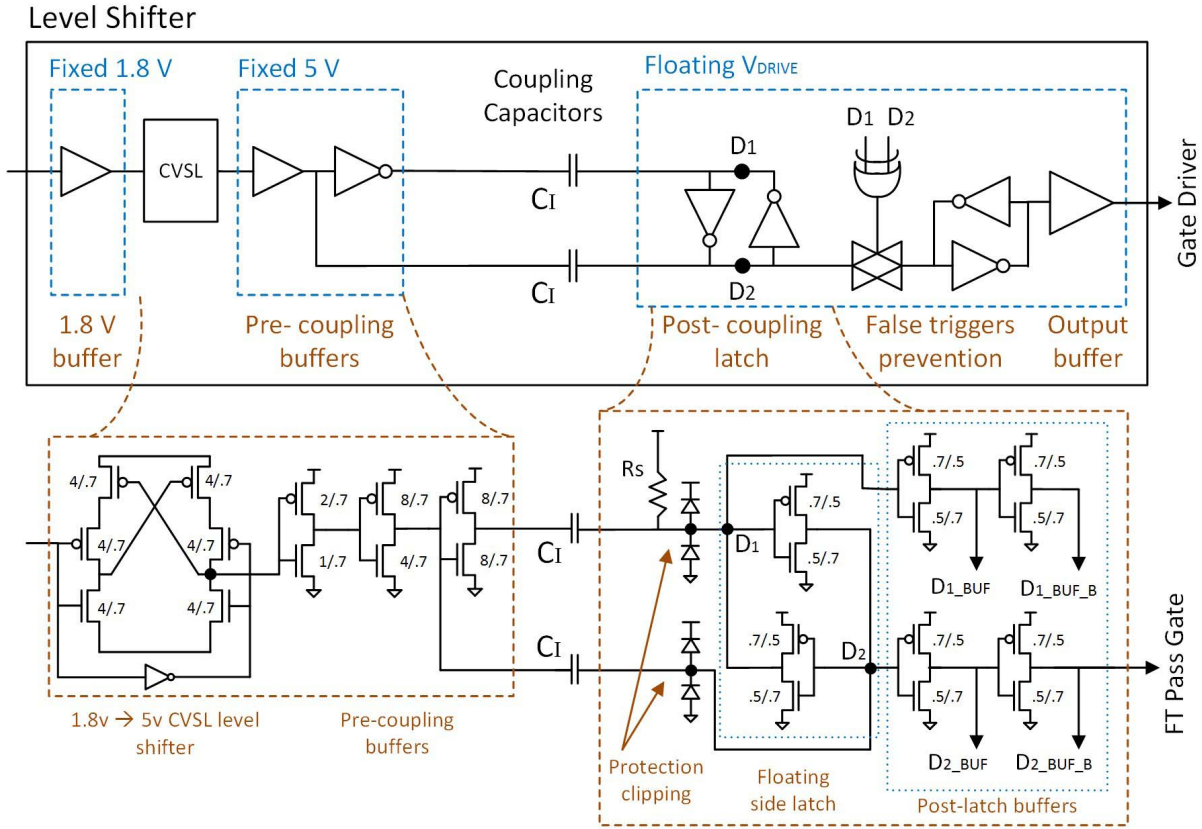 Level Shifter
Fixed 1.8 V
Fixed 5 V
Coupling
Capacitors
Floating VDRIVE
D1 D2
CVSL
D1
CI
CI
D2
Gate Driver
1.8 V
buffer
Pre- coupling
buffers
Post- coupling
latch
False triggers
prevention
Output
buffer
4/.7
4/.7
4/.7
4/.7
4/.7
4/.7
2/.7
1/.7
8/.7
4/.7
8/.7
8/.7
CI
CI
Rs
D1
.7/.5
.5/.7
.7/.5
.5/.7
D2
.7/.5
.5/.7
.7/.5
.5/.7
D1_BUF
D1_BUF_B
.7/.5
.5/.7
.7/.5
.5/.7
D2_BUF
D2_BUF_B
FT Pass Gate
1.8v → 5v CVSL level
shifter
Pre-coupling
buffers
Protection
clipping
Floating
side latch
Post-latch buffers